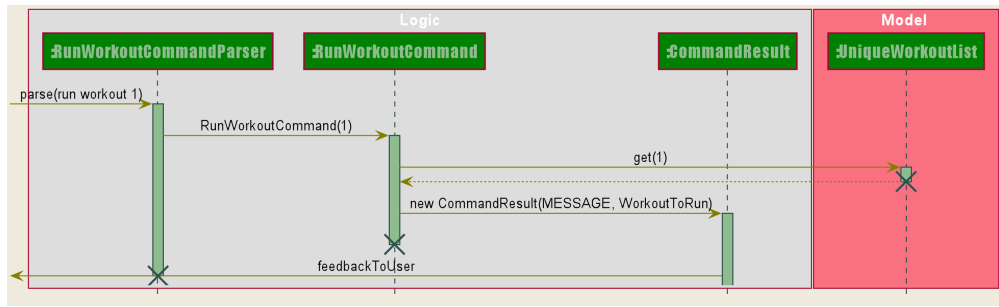 Logic
Model
:RunWorkoutCommandParser
:RunWorkoutCommand
:CommandResult
:UniqueWorkoutList
parse(run workout 1)
RunWorkoutCommand(1)
get(1)
new CommandResult(MESSAGE, WorkoutToRun)
feedbackToUser